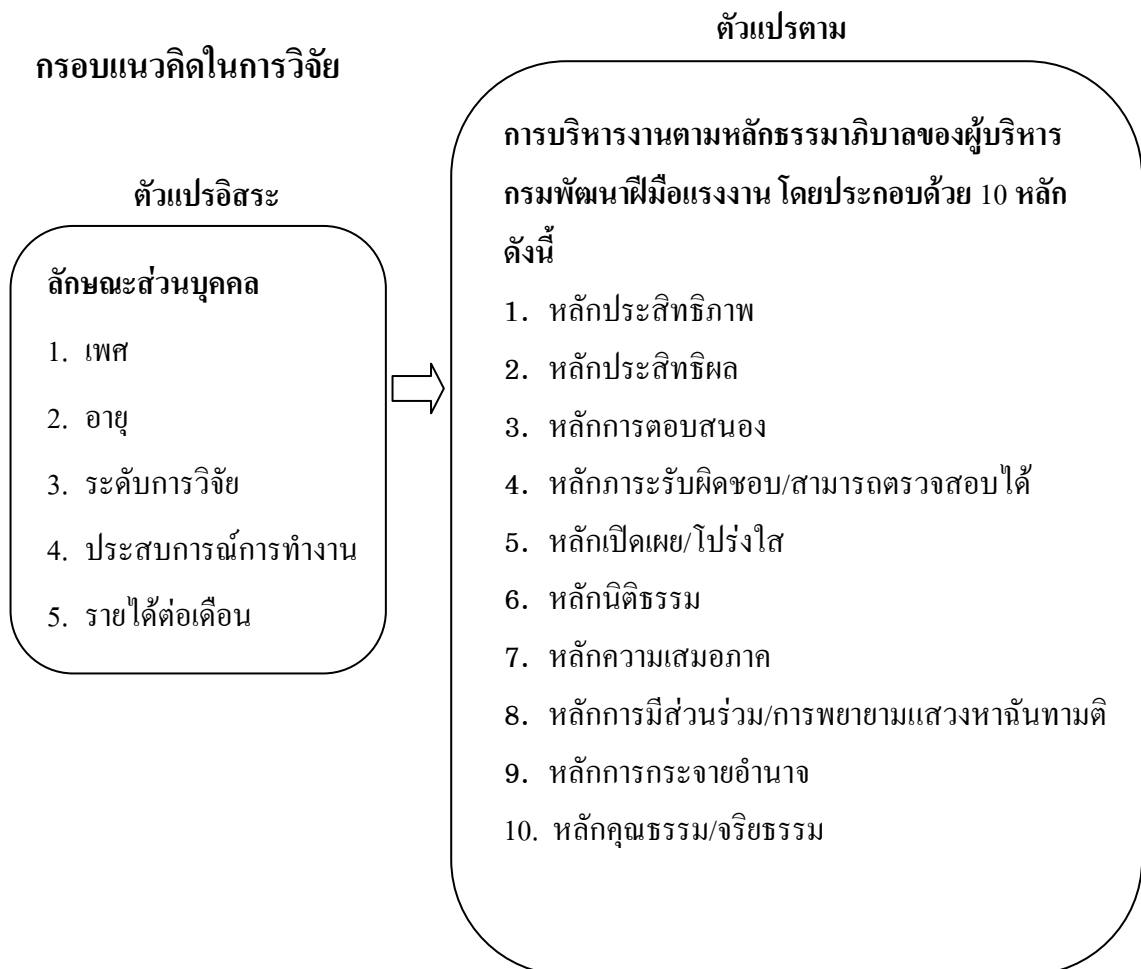 กรอบแนวคิดในการวิจัย
ตัวแปรอิสระ
ลักษณะส่วนบุคคล
1. เพศ
2. อายุ
3. ระดับการวิจัย
4. ประสบการณ์การทำงาน
5. รายได้ต่อเดือน
ตัวแปรตาม
การบริหารงานตามหลักธรรมาภิบาลของผู้บริหาร
กรมพัฒนาฝีมือแรงงาน โดยประกอบด้วย 10 หลัก
ดังนี้
1. หลักประสิทธิภาพ
2. หลักประสิทธิผล
3. หลักการตอบสนอง
4. หลักภาระรับผิดชอบ/สามารถตรวจสอบได้
5. หลักเปิดเผย/โปร่งใส
6. หลักนิติธรรม
7. หลักความเสมอภาค
8. หลักการมีส่วนร่วม/การพยายามแสวงหาฉันทามติ
9. หลักการกระจายอำนาจ
10. หลักคุณธรรม/จริยธรรม